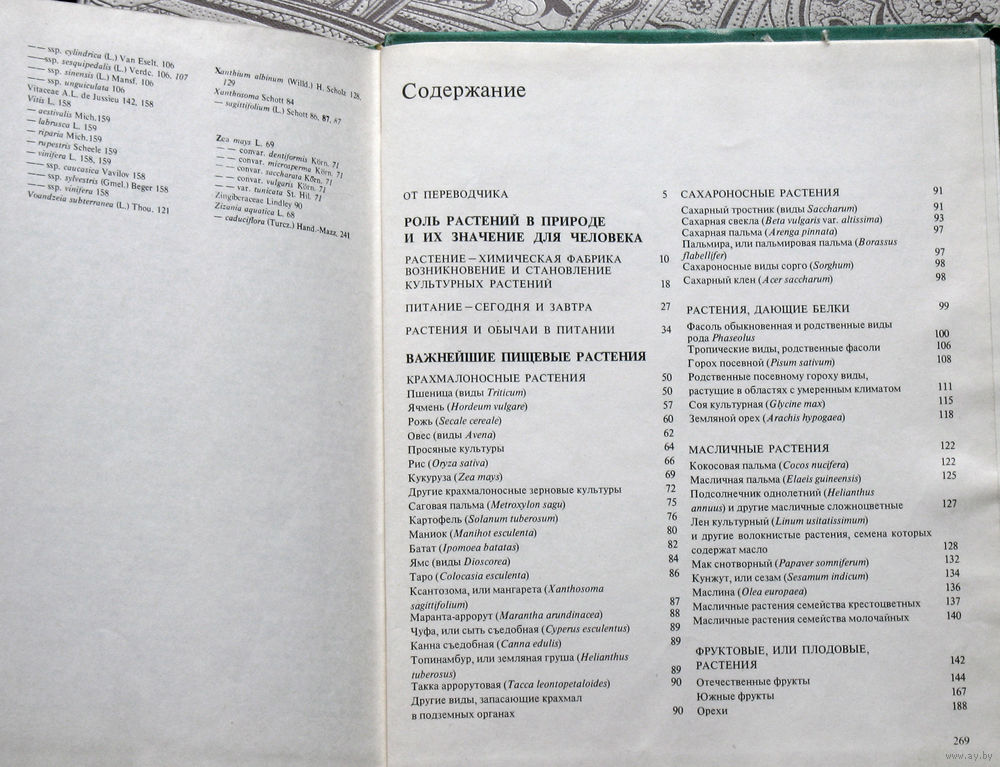 — — ssp. cylindrica (L.) Van Eselt. 106
— —ssp. sesquipedalis (L.) Verdc. 106, 107
— — ssp. sinensis (L.) Mansf. 106
— — ssp. unguiculata 106
Vitaceae A.L. de Jussieu 142, 158
Vitis L. 158
— aestivalis Mich.159
— labrusca L. 159
— riparia Mich.159
— rupestris Scheele 159
— vinifera L. 158, 159
— — ssp. caucasica Vavilov 158
— — ssp. sylvestris (Gmel.) Beger 158
— — ssp. vinifera 158
Voandzeia subterranea (L.) Thou. 121
Xanthium albinum (Willd.) H. Scholz 128,
129
Xanthosoma Schott 84
— sagittifolium (L.) Schott 86, 87, 87
Zea mays L. 69
— — convar. dentiformis Körn. 71
— — convar. microsperma Körn. 71
— — convar. saccharata Körn. 71
— — convar. vulgaris Körn. 71
— — var. tunicata St. Hil. 71
Zingiberaceae Lindley 90
Zizania aquatica L. 68
— caduciflora (Turcz.) Hand.-Mazz. 241
Содержание
ОТ ПЕРЕВОДЧИКА 5
РОЛЬ РАСТЕНИЙ В ПРИРОДЕ
И ИХ ЗНАЧЕНИЕ ДЛЯ ЧЕЛОВЕКА
РАСТЕНИЕ — ХИМИЧЕСКАЯ ФАБРИКА 10
ВОЗНИКНОВЕНИЕ И СТАНОВЛЕНИЕ
КУЛЬТУРНЫХ РАСТЕНИЙ 18
ПИТАНИЕ — СЕГОДНЯ И ЗАВТРА 27
РАСТЕНИЯ И ОБЫЧАИ В ПИТАНИИ 34
ВАЖНЕЙШИЕ ПИЩЕВЫЕ РАСТЕНИЯ
КРАХМАЛОНОСНЫЕ РАСТЕНИЯ 50
Пшеница (виды Triticum) 50
Ячмень (Hordeum vulgare) 57
Рожь (Secale cereale) 60
Овес (виды Avena) 62
Просяные культуры 64
Рис (Oryza sativa) 66
Кукуруза (Zea mays) 69
Другие крахмалоносные зерновые культуры 72
Саговая пальма (Metroxylon sagu) 75
Картофель (Solanum tuberosum) 76
Маниок (Manihot esculenta) 80
Батат (Ipomoea batatas) 82
Ямс (виды Dioscorea) 84
Таро (Colocasia esculenta) 86
Ксантозома, или мангарета (Xanthosoma
sagittifolium) 87
Маранта-аррорут (Marantha arundinacea) 88
Чуфа, или сыть съедобная (Cyperus esculentus) 89
Канна съедобная (Canna edulis) 89
Топинамбур, или земляная груша (Helianthus
tuberosus) 89
Такка аррорутовая (Tacca leontopetaloides) 90
Другие виды, запасающие крахмал
в подземных органах 90
САХАРОНОСНЫЕ РАСТЕНИЯ 91
Сахарный тростник (виды Saccharum) 91
Сахарная свекла (Beta vulgaris var. altissima) 93
Сахарная пальма (Arenga pinnata) 97
Пальмира, или пальмировая пальма (Borassus
flabellifer) 97
Сахароносные виды сорго (Sorghum) 98
Сахарный клен (Acer saccharum) 98
РАСТЕНИЯ, ДАЮЩИЕ БЕЛКИ 99
Фасоль обыкновенная и родственные виды
рода Phaseolus 100
Тропические виды, родственные фасоли 106
Горох посевной (Pisum sativum) 108
Родственные посевному гороху виды,
растущие в областях с умеренным климатом 111
Соя культурная (Glycine max) 115
Земляной орех (Arachis hypogaea) 118
МАСЛИЧНЫЕ РАСТЕНИЯ 122
Кокосовая пальма (Cocos nucifera) 122
Масличная пальма (Elaeis guineensis) 125
Подсолнечник однолетний (Helianthus
annuus) и другие масличные сложноцветные 127
Лен культурный (Linum usitatissimum)
и другие волокнистые растения, семена которых
содержат масло 128
Мак снотворный (Papaver somniferum) 132
Кунжут, или сезам (Sesamum indicum) 134
Маслина (Olea europaea) 136
Масличные растения семейства крестоцветных 137
Масличные растения семейства молочайных 140
ФРУКТОВЫЕ, ИЛИ ПЛОДОВЫЕ,
РАСТЕНИЯ 142
Отечественные фрукты 144
Южные фрукты 167
Орехи 188
269
www.ay.by